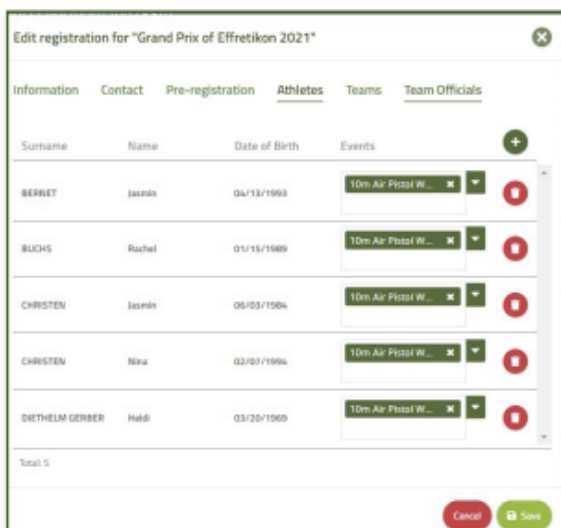 Edit registration for "Grand Prix of Effretikon 2021"
Information Contact Pre-registration Athletes Teams Team Officials
Surname Name Date of Birth Events
BERNET Jasmin 04/13/1993 10m Air Pistol W...
BUCHS Rachel 01/15/1989 10m Air Pistol W...
CHRISTEN Jasmin 06/03/1984 10m Air Pistol W...
CHRISTEN Nina 02/07/1994 10m Air Pistol W...
DIETHELM GERBER Heidi 03/20/1969 10m Air Pistol W...
Total: 5
Cancel Save